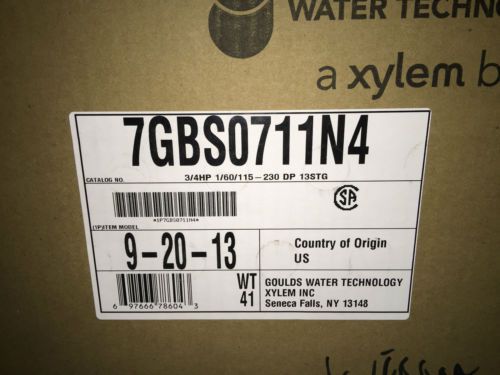 WATER TECHNO
a xylem b
7GBS0711N4
3/4HP 1/60/115-230 DP 13STG
CATALOG NO.
*1P7GBS0711N4*
(1P)ITEM MODEL
SA
9-20-13
Country of Origin
US
WT
41
GOULDS WATER TECHNOLOGY
XYLEM INC
Seneca Falls, NY 13148
6 97666 78604 3